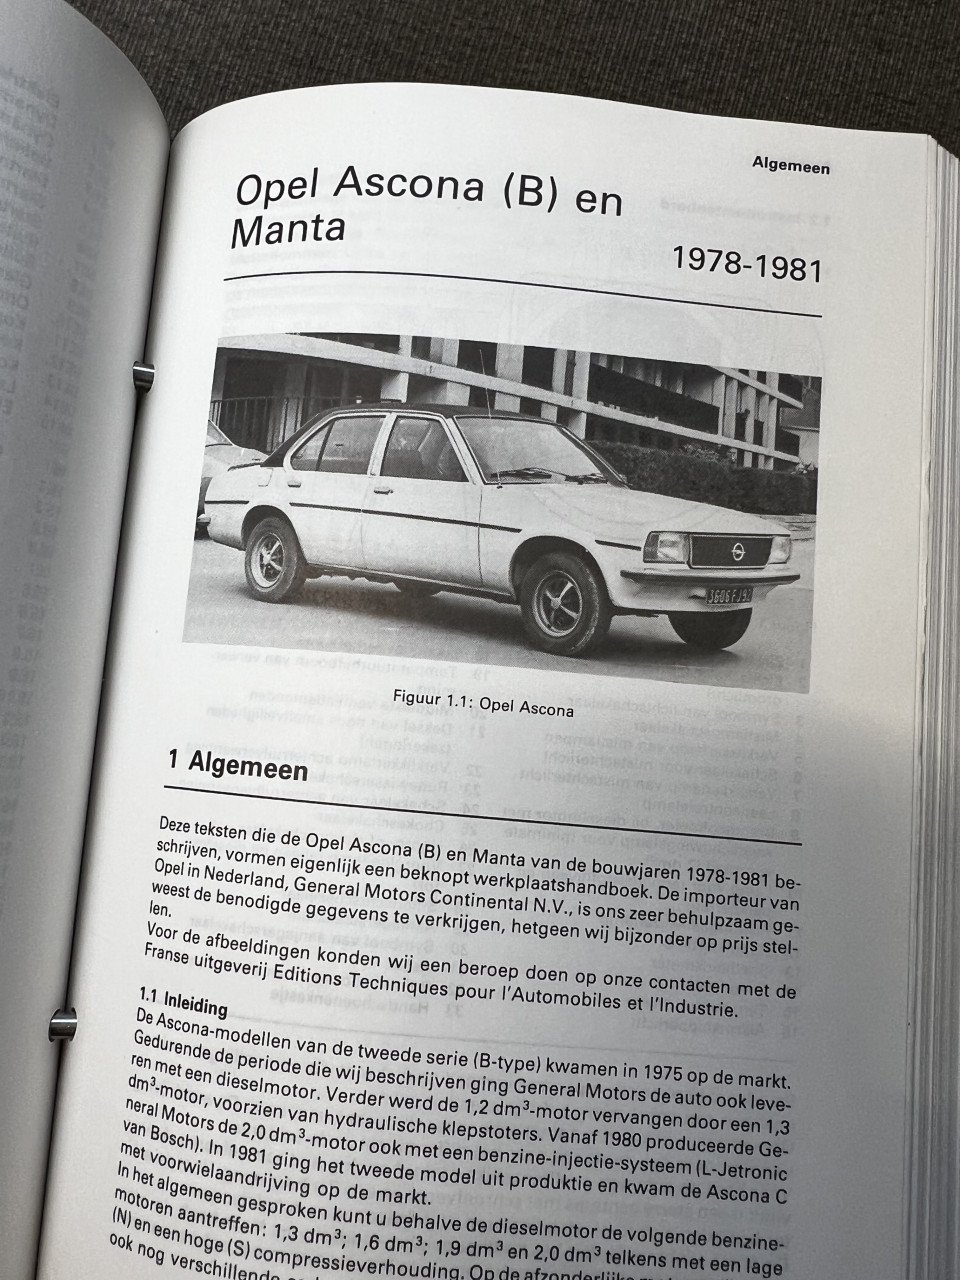 Algemeen
Opel Ascona (B) en
Manta
1978-1981
3606 FJ 92
Figuur 1.1: Opel Ascona
1 Algemeen
Deze teksten die de Opel Ascona (B) en Manta van de bouwjaren 1978-1981 be-
schrijven, vormen eigenlijk een beknopt werkplaatshandboek. De importeur van
Opel in Nederland, General Motors Continental N.V., is ons zeer behulpzaam ge-
weest de benodigde gegevens te verkrijgen, hetgeen wij bijzonder op prijs stel-
len.
Voor de afbeeldingen konden wij een beroep doen op onze contacten met de
Franse uitgeverij Editions Techniques pour l'Automobiles et l'Industrie.
1.1 Inleiding
De Ascona-modellen van de tweede serie (B-type) kwamen in 1975 op de markt.
Gedurende de periode die wij beschrijven ging General Motors de auto ook leve-
ren met een dieselmotor. Verder werd de 1,2 dm³-motor vervangen door een 1,3
dm³-motor, voorzien van hydraulische klepstoters. Vanaf 1980 produceerde Ge-
neral Motors de 2,0 dm³-motor ook met een benzine-injectie-systeem (L-Jetronic
van Bosch). In 1981 ging het tweede model uit produktie en kwam de Ascona C
met voorwielaandrijving op de markt.
In het algemeen gesproken kunt u behalve de dieselmotor de volgende benzine-
motoren aantreffen: 1,3 dm³; 1,6 dm³; 1,9 dm³ en 2,0 dm³ telkens met een lage
(N) en een hoge (S) compressieverhouding. Op de afzonderlijke
ook nog verschillende